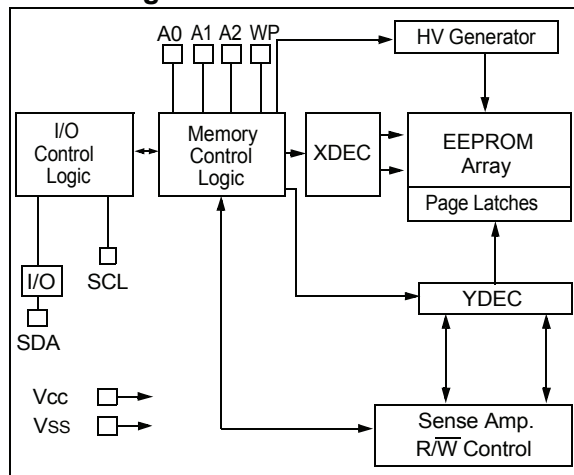 A0 A1 A2 WP
HV Generator
I/O
Control
Logic
Memory
Control
Logic
XDEC
EEPROM
Array
Page Latches
I/O
SCL
SDA
YDEC
Vcc
Vss
Sense Amp.
R/W̅ Control